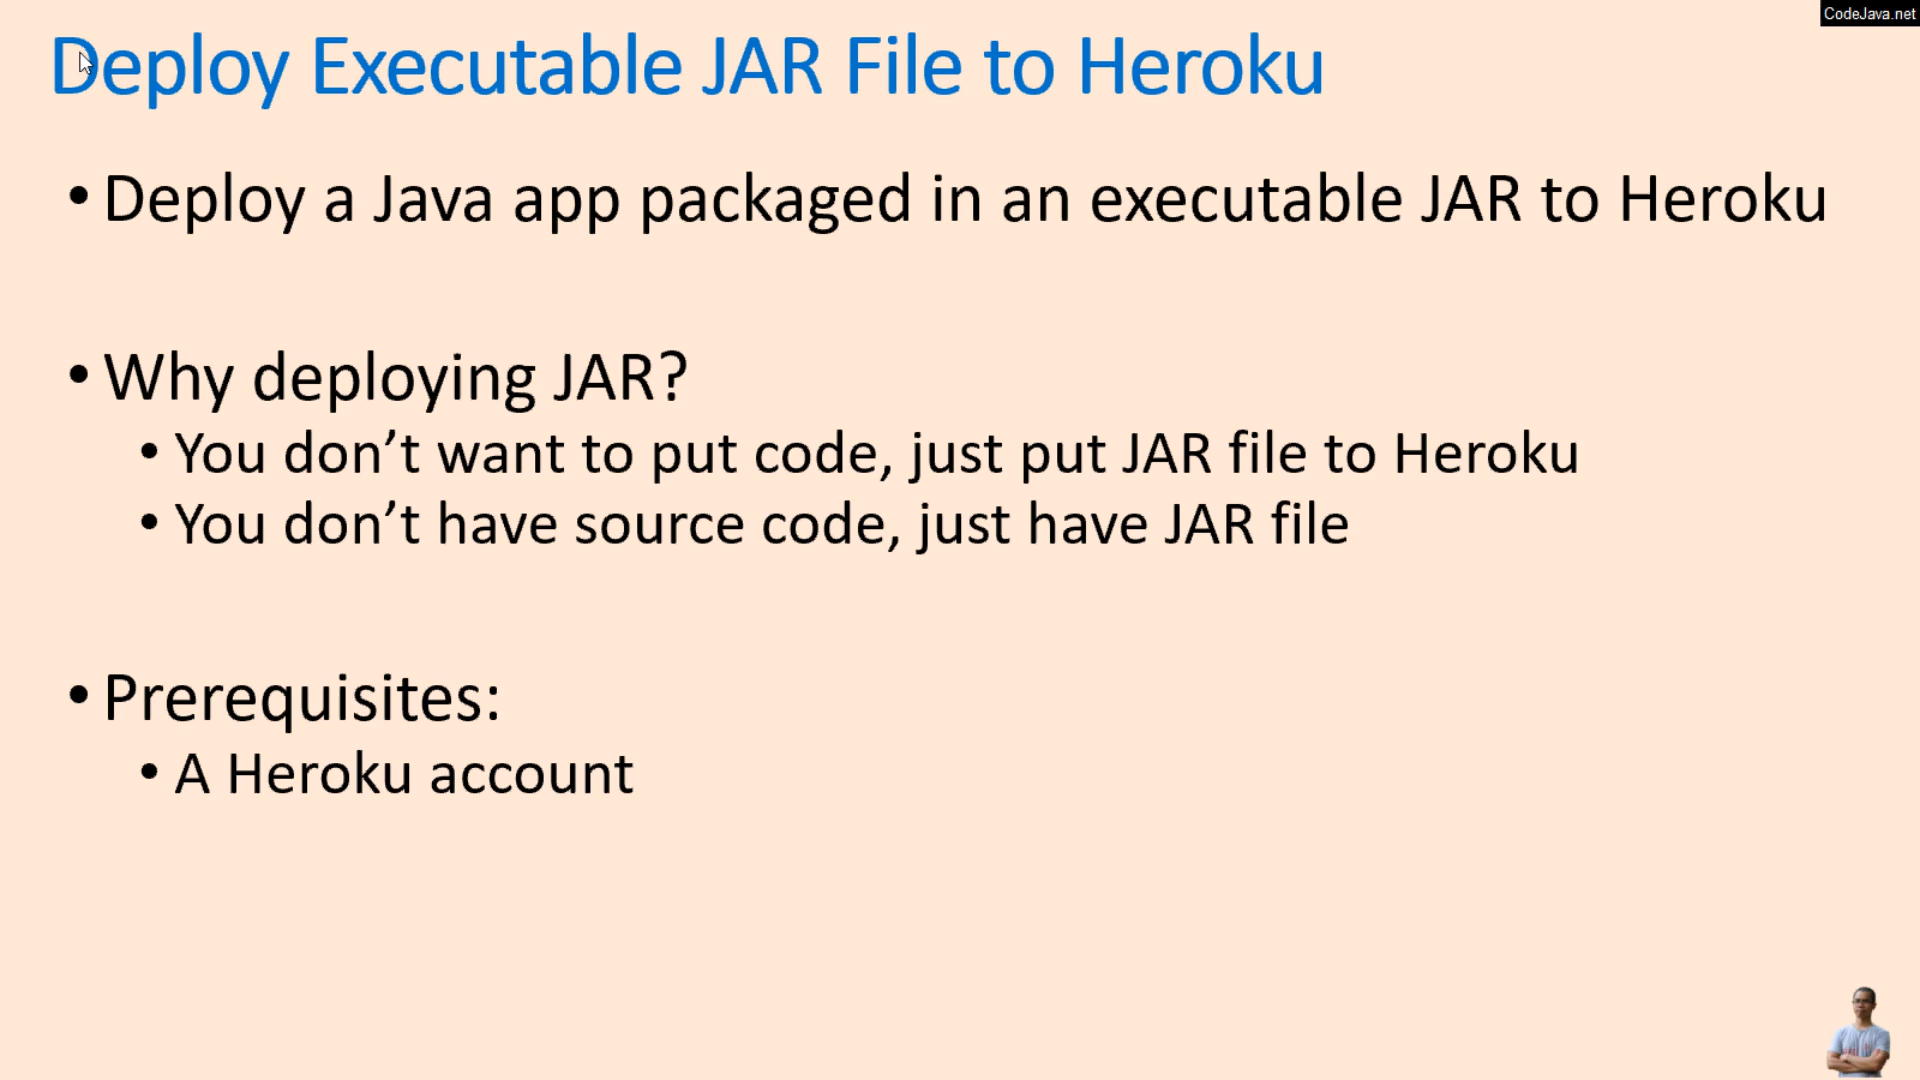 CodeJava.net
Deploy Executable JAR File to Heroku
• Deploy a Java app packaged in an executable JAR to Heroku
• Why deploying JAR?
• You don’t want to put code, just put JAR file to Heroku
• You don’t have source code, just have JAR file
• Prerequisites:
• A Heroku account